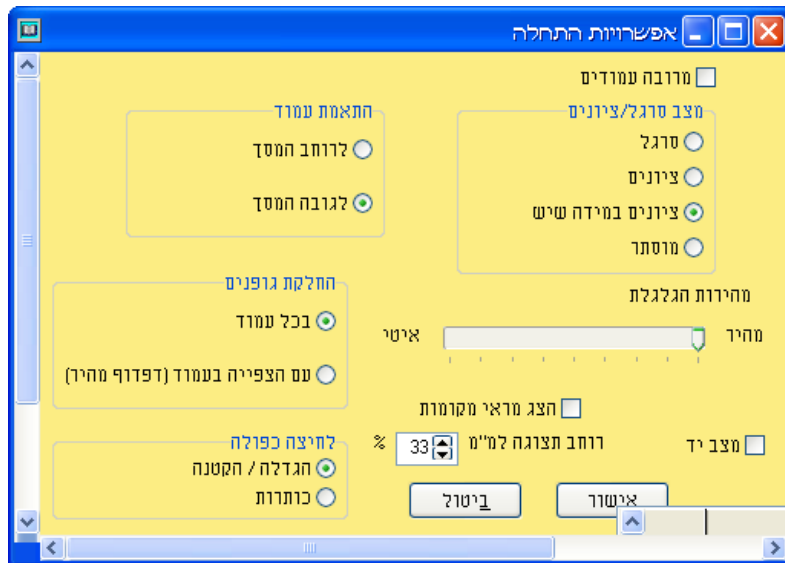 אפשרויות התחלה
מרובה עמודים
מצב סרגל/ציונים
סרגל
ציונים
ציונים במידה שיש
מוסתר
התאמת עמוד
לרוחב המסך
לגובה המסך
מהירות הגלגלת
מהיר
איטי
החלקת גופנים
בכל עמוד
עם הצפייה בעמוד (דפדוף מהיר)
הצג מראי מקומות
מצב יד
רוחב תצוגה למ"מ 33 %
לחיצה כפולה
הגדלה / הקטנה
כותרות
אישור
ביטול